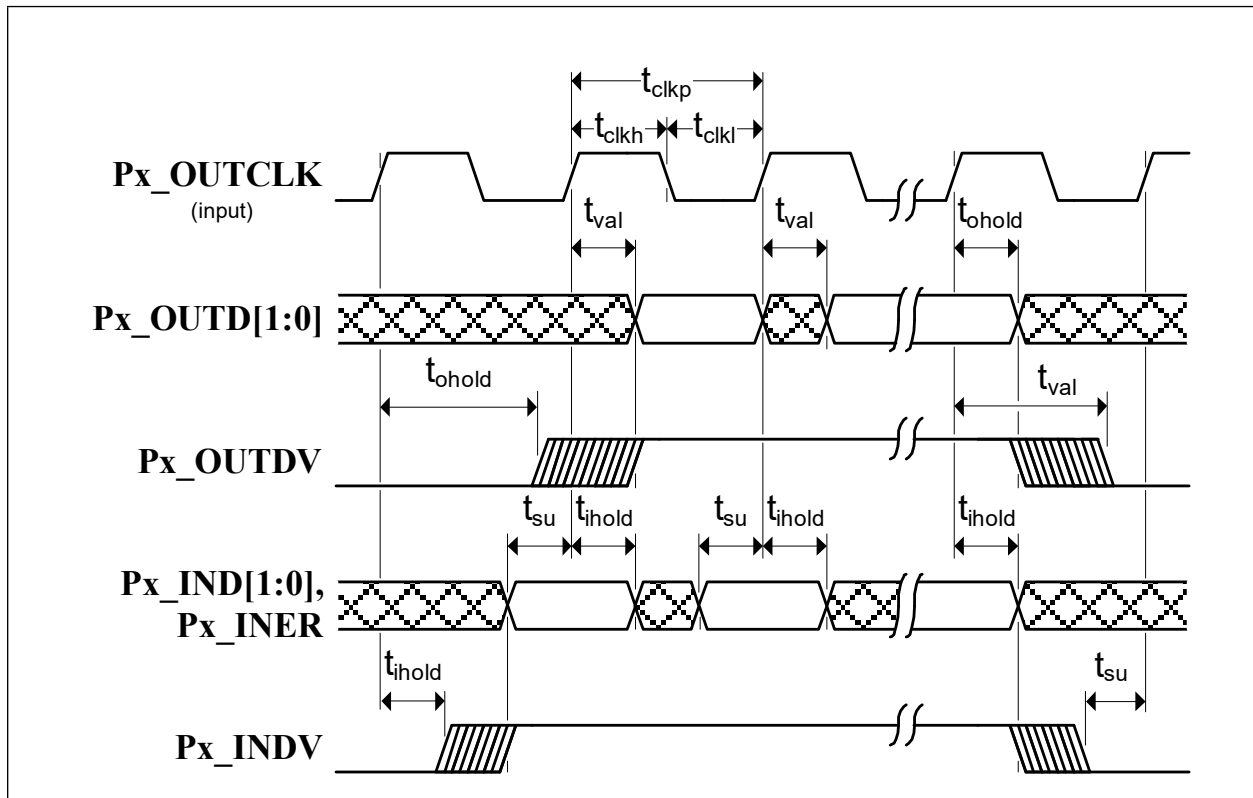 tclkp
tclkh tclkl
Px_OUTCLK
(input)
tval tval tohold
Px_OUTD[1:0]
tohold tval
Px_OUTDV
tsu tihold tsu tihold tihold
Px_IND[1:0],
Px_INER
tihold tsu
Px_INDV